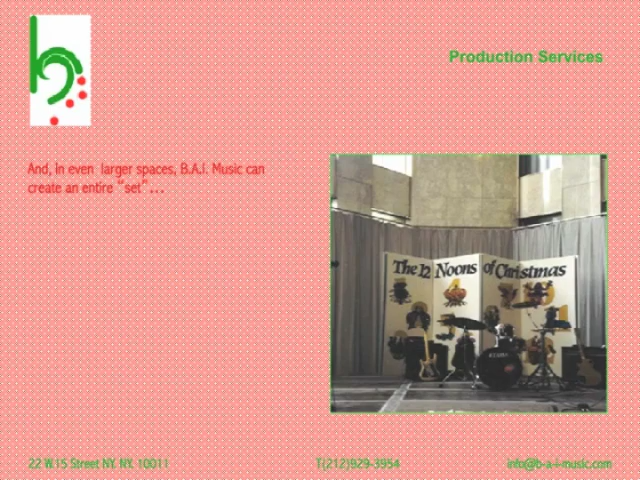 Production Services
And, in even larger spaces, B.A.I. Music can
create an entire “set”...
The 12 Noons of Christmas
TAMA
22 W.15 Street NY. NY. 10011
T(212)929-3954
info@b-a-i-music.com